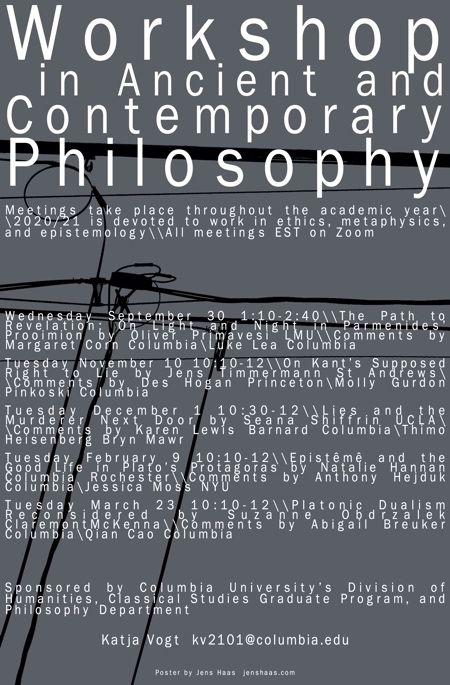 Workshop
in Ancient and
Contemporary
Philosophy
Meetings take place throughout the academic year\
\2020/21 is devoted to work in ethics, metaphysics,
and epistemology\\All meetings EST on Zoom
Wednesday September 30 1:10-2:40\\The Path to
Revelation: On Light and Night in Parmenides'
Prooimion by Oliver Primavesi LMU\\Comments by
Margaret Corn Columbia\Luke Lea Columbia
Tuesday November 10 10:10-12\\On Kant's Supposed
Right to Lie by Jens Timmermann St Andrews\
\Comments by Des Hogan Princeton\Molly Gurdon
Pinkoski Columbia
Tuesday December 1 10:30-12\\Lies and the
Murderer Next Door by Seana Shiffrin UCLA\
\Comments by Karen Lewis Barnard Columbia\Thimo
Heisenberg Bryn Mawr
Tuesday February 9 10:10-12\\Epistêmê and the
Good Life in Plato's Protagoras by Natalie Hannan
Columbia Rochester\\Comments by Anthony Hejduk
Columbia\Jessica Moss NYU
Tuesday March 23 10:10-12\\Platonic Dualism
Reconsidered by Suzanne Obdrzalek
ClaremontMcKenna\\Comments by Abigail Breuker
Columbia\Qian Cao Columbia
Sponsored by Columbia University's Division of
Humanities, Classical Studies Graduate Program, and
Philosophy Department
Katja Vogt kv2101@columbia.edu
Poster by Jens Haas jenshaas.com